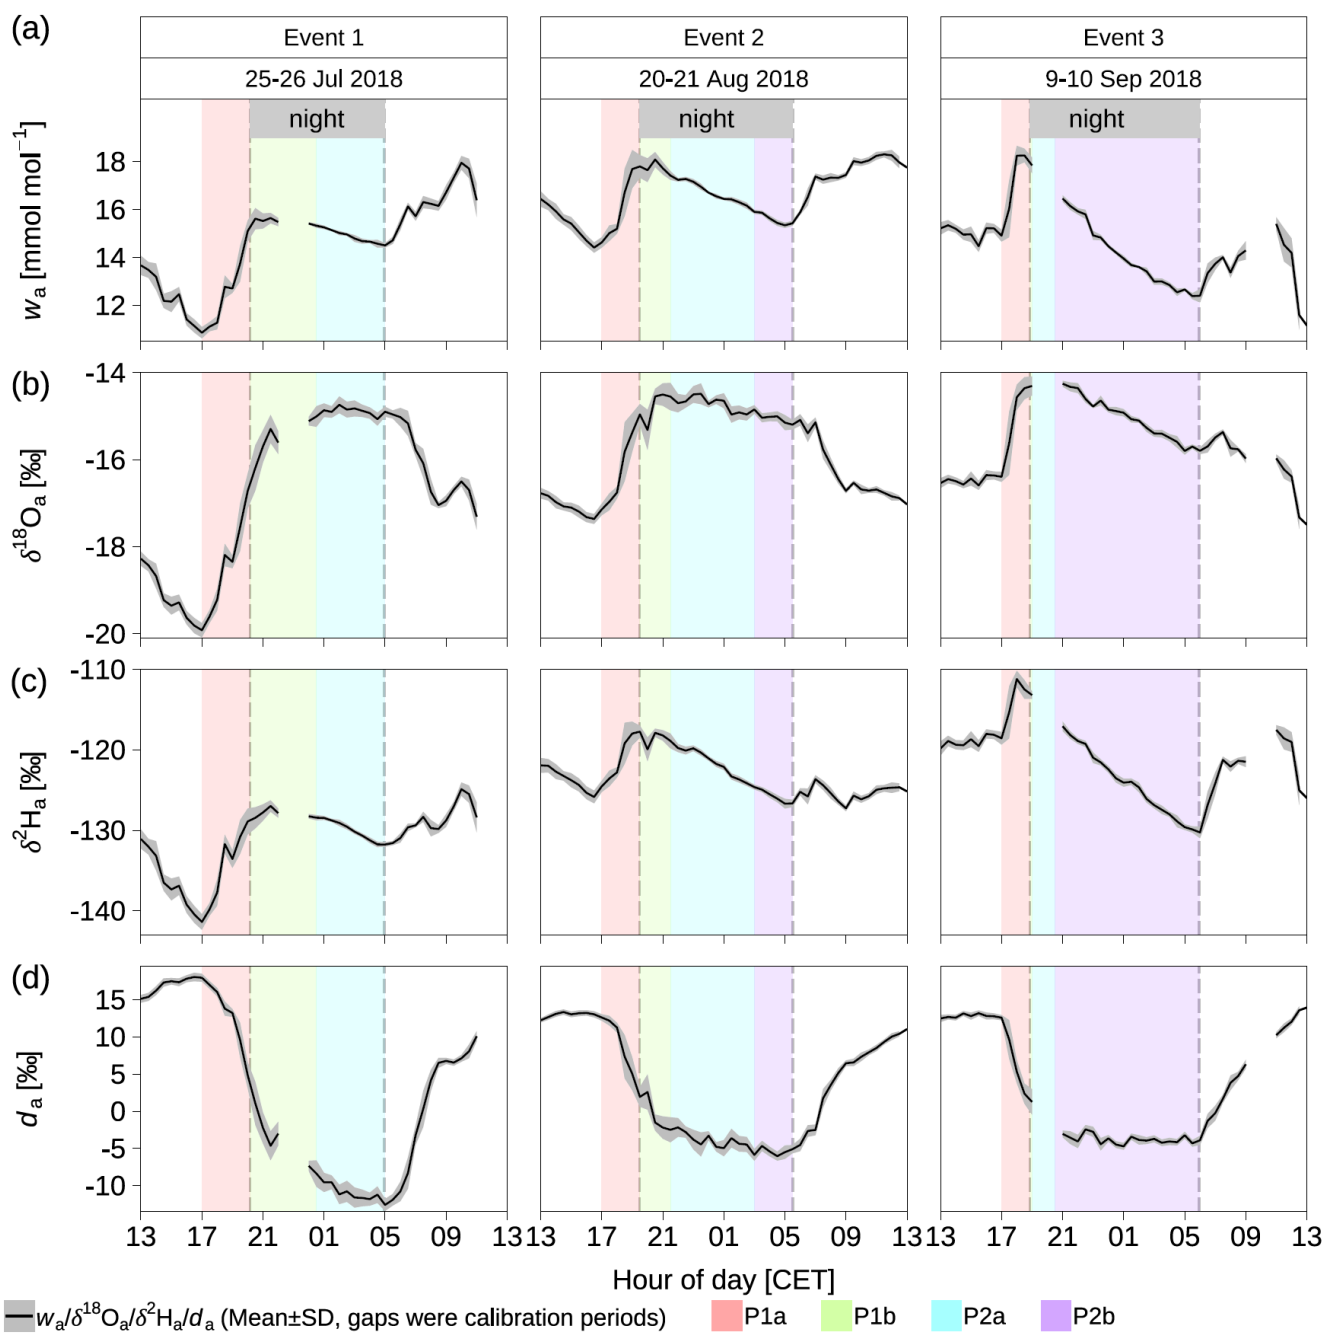 (a)
Event 1 Event 2 Event 3
25-26 Jul 2018 20-21 Aug 2018 9-10 Sep 2018
night night night
wₐ [mmol mol⁻¹]
18
16
14
12
(b)
δ¹⁸Oₐ [‰]
-14
-16
-18
-20
(c)
δ²Hₐ [‰]
-110
-120
-130
-140
(d)
dₐ [‰]
15
10
5
0
-5
-10
13 17 21 01 05 09 13 13 17 21 01 05 09 13 13 17 21 01 05 09 13
Hour of day [CET]
wₐ/δ¹⁸Oₐ/δ²Hₐ/dₐ (Mean±SD, gaps were calibration periods) P1a P1b P2a P2b